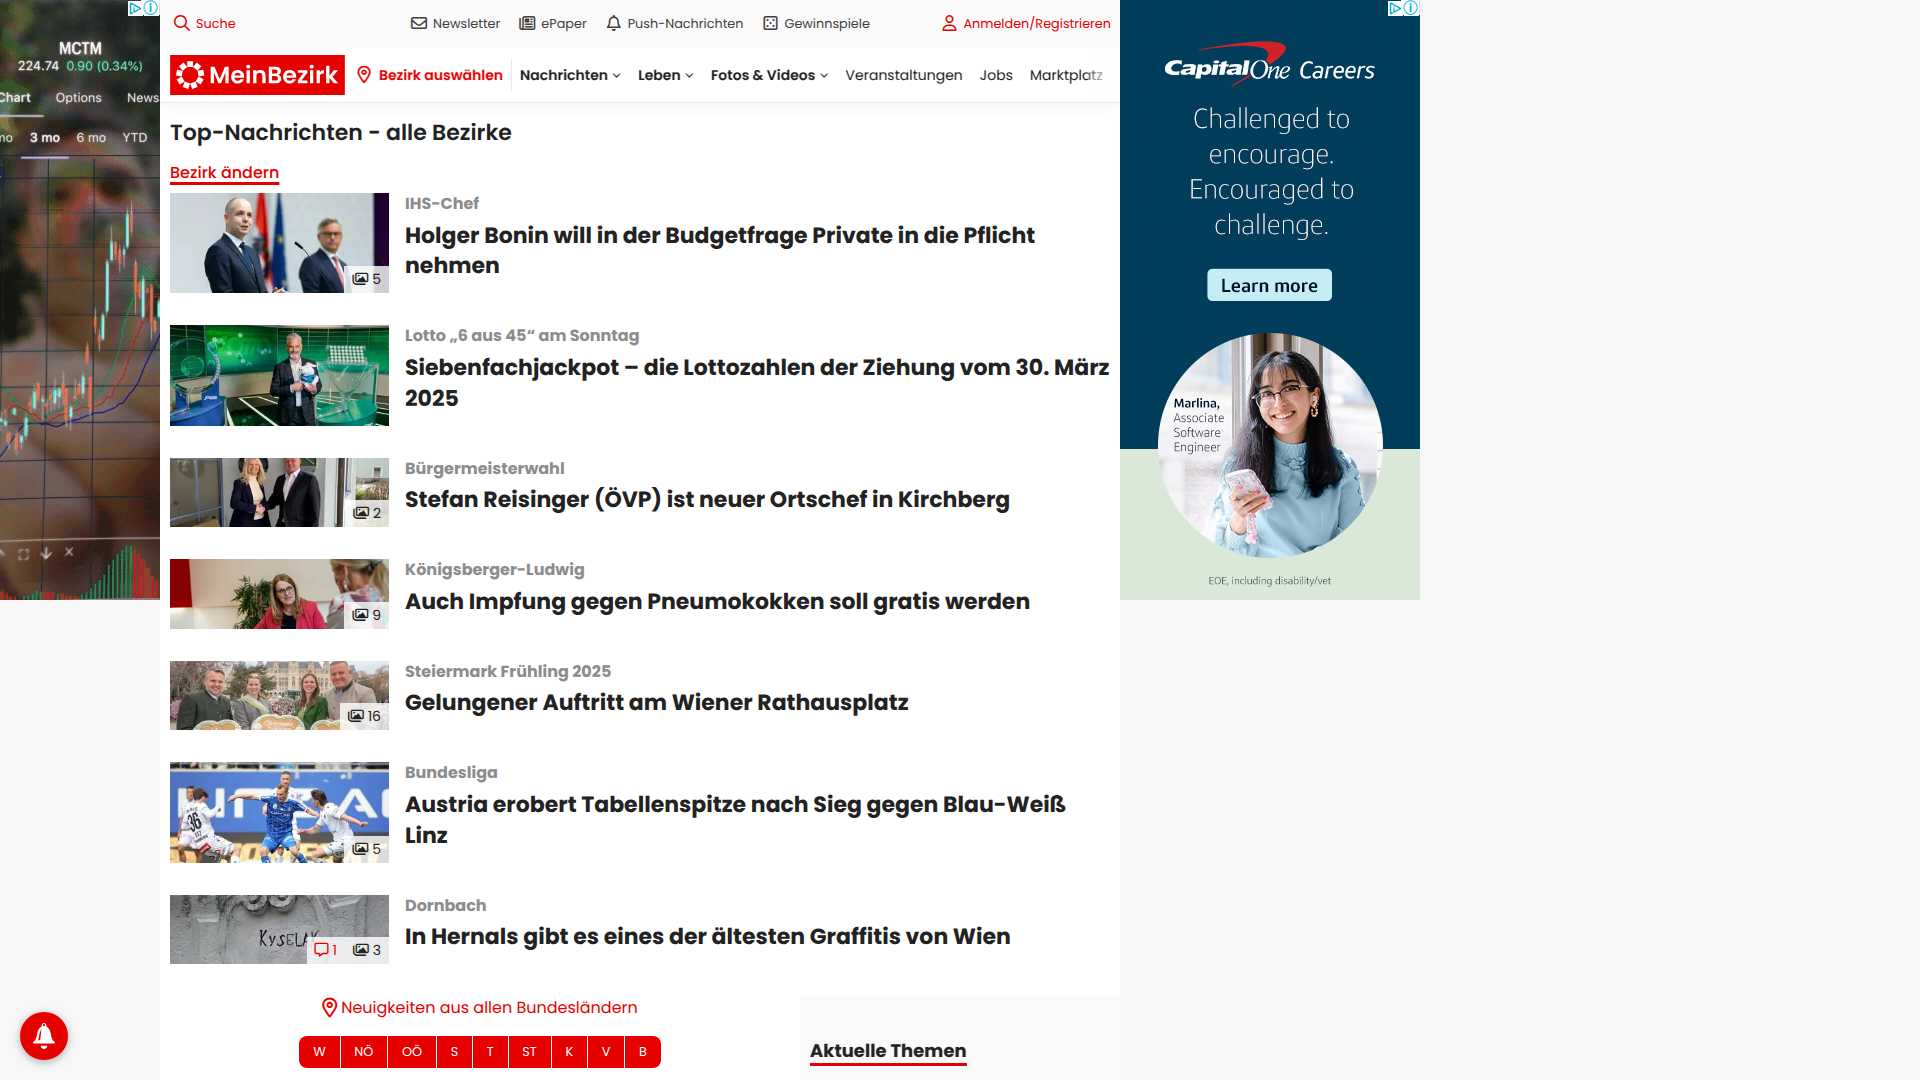 Suche
Newsletter
ePaper
Push-Nachrichten
Gewinnspiele
Anmelden/Registrieren
MeinBezirk
Bezirk auswählen
Nachrichten
Leben
Fotos & Videos
Veranstaltungen
Jobs
Marktplatz
MCTM
224.74 0.90 (0.34%)
Chart Options News
mo 3 mo 6 mo YTD
Top-Nachrichten - alle Bezirke
Bezirk ändern
IHS-Chef
Holger Bonin will in der Budgetfrage Private in die Pflicht
nehmen
5
Lotto „6 aus 45“ am Sonntag
Siebenfachjackpot – die Lottozahlen der Ziehung vom 30. März
2025
Bürgermeisterwahl
Stefan Reisinger (ÖVP) ist neuer Ortschef in Kirchberg
2
Königsberger-Ludwig
Auch Impfung gegen Pneumokokken soll gratis werden
9
Steiermark Frühling 2025
Gelungener Auftritt am Wiener Rathausplatz
16
Bundesliga
Austria erobert Tabellenspitze nach Sieg gegen Blau-Weiß
Linz
36
5
Dornbach
In Hernals gibt es eines der ältesten Graffitis von Wien
KYSELAK
1
3
Neuigkeiten aus allen Bundesländern
W NÖ OÖ S T ST K V B
Aktuelle Themen
CapitalOne Careers
Challenged to
encourage.
Encouraged to
challenge.
Learn more
Marlina,
Associate
Software
Engineer
EOE, including disability/vet